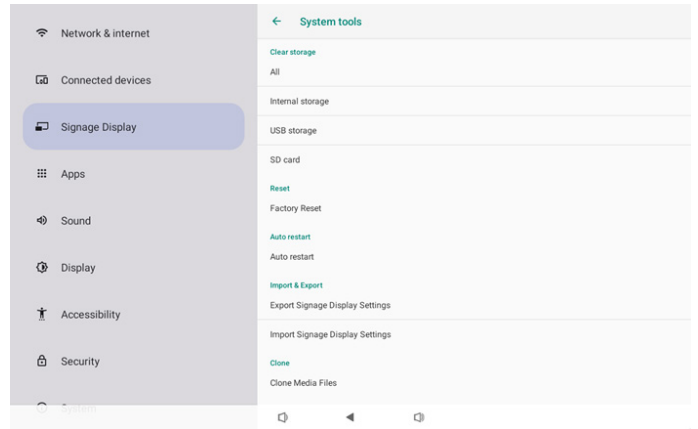 Network & internet
Connected devices
Signage Display
Apps
Sound
Display
Accessibility
Security
System
System tools
Clear storage
All
Internal storage
USB storage
SD card
Reset
Factory Reset
Auto restart
Auto restart
Import & Export
Export Signage Display Settings
Import Signage Display Settings
Clone
Clone Media Files